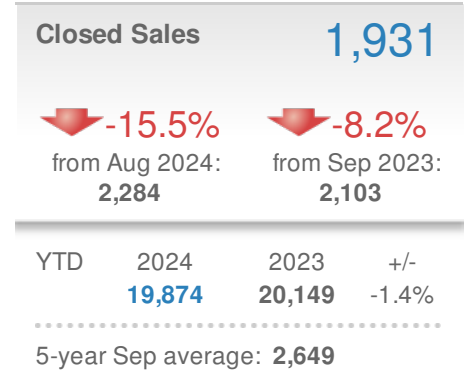 Closed Sales 1,931
-15.5% -8.2%
from Aug 2024: from Sep 2023:
2,284 2,103
YTD 2024 2023 +/-
19,874 20,149 -1.4%
5-year Sep average: 2,649